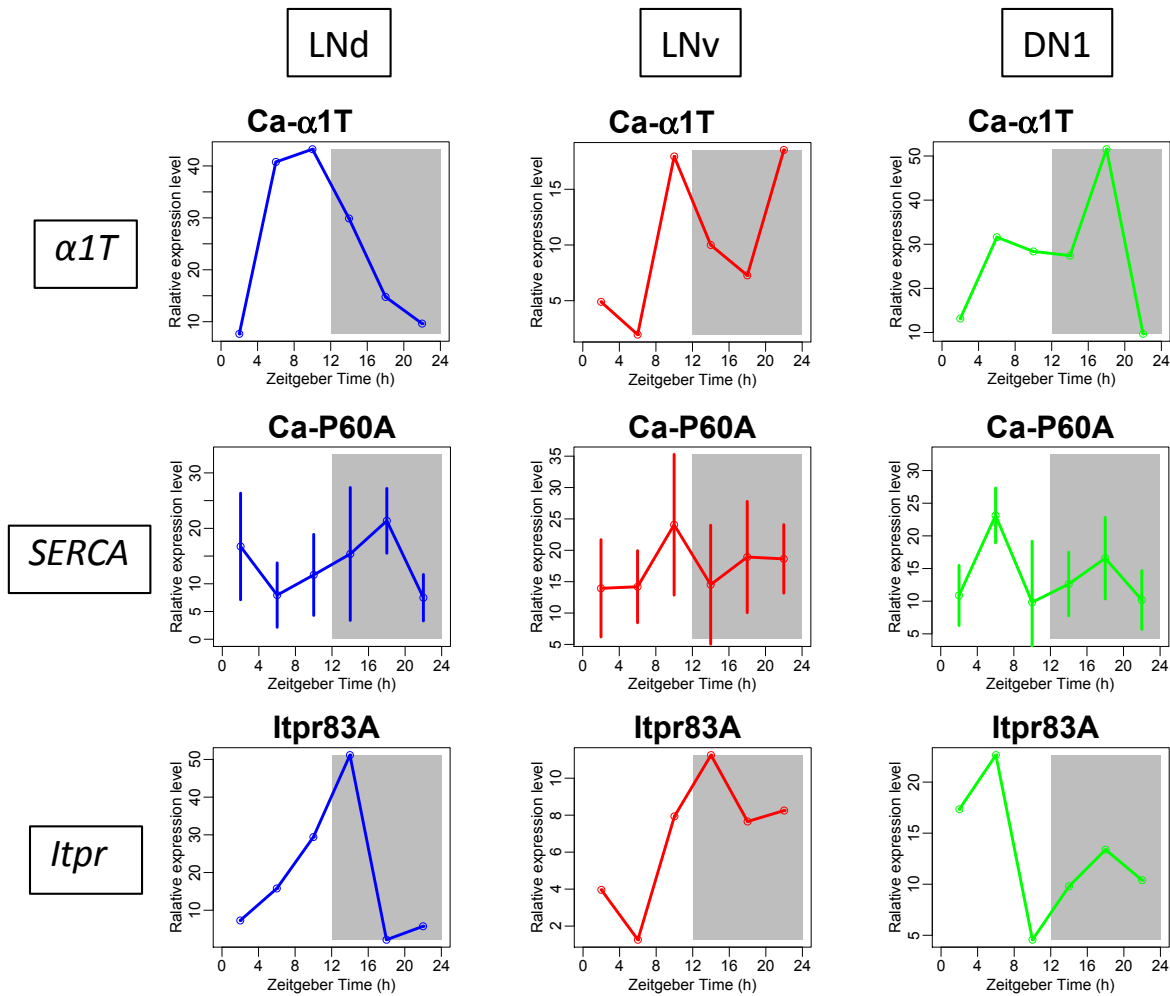 LNd
LNv
DN1
α1T
Ca-α1T
Ralative expression level
10 20 30 40
0 4 8 12 16 20 24
Zeitgeber Time (h)
Ca-α1T
Ralative expression level
5 10 15
0 4 8 12 16 20 24
Zeitgeber Time (h)
Ca-α1T
Ralative expression level
10 20 30 40 50
0 4 8 12 16 20 24
Zeitgeber Time (h)
SERCA
Ca-P60A
Ralative expression level
0 5 10 20 30
0 4 8 12 16 20 24
Zeitgeber Time (h)
Ca-P60A
Ralative expression level
5 10 15 20 25 30 35
0 4 8 12 16 20 24
Zeitgeber Time (h)
Ca-P60A
Ralative expression level
5 10 15 20 25 30
0 4 8 12 16 20 24
Zeitgeber Time (h)
Itpr
Itpr83A
Ralative expression level
10 20 30 40 50
0 4 8 12 16 20 24
Zeitgeber Time (h)
Itpr83A
Ralative expression level
2 4 6 8 10
0 4 8 12 16 20 24
Zeitgeber Time (h)
Itpr83A
Ralative expression level
5 10 15 20
0 4 8 12 16 20 24
Zeitgeber Time (h)